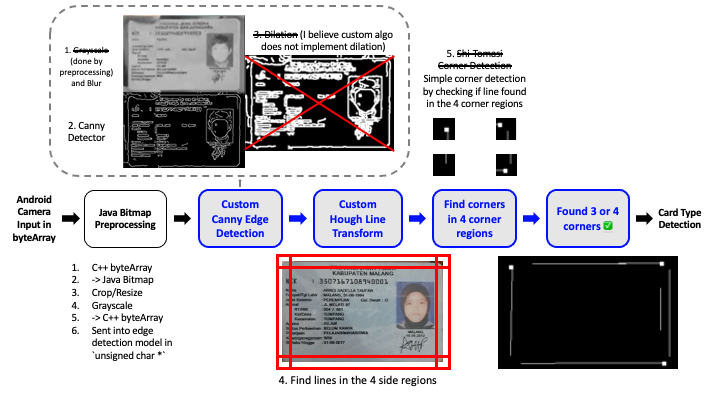 3. Dilation (I believe custom algo
does not implement dilation)
1. Grayscale
(done by
preprocessing)
and Blur
2. Canny
Detector
5. Shi-Tomasi
Corner Detection
Simple corner detection
by checking if line found
in the 4 corner regions
Android
Camera
Input in
byteArray
Java Bitmap
Preprocessing
Custom
Canny Edge
Detection
Custom
Hough Line
Transform
Find corners
in 4 corner
regions
Found 3 or 4
corners ✅
Card Type
Detection
1. C++ byteArray
2. -> Java Bitmap
3. Crop/Resize
4. Grayscale
5. -> C++ byteArray
6. Sent into edge
detection model in
`unsigned char *`
KABUPATEN MALANG
NIK
3507167108940001
4. Find lines in the 4 side regions